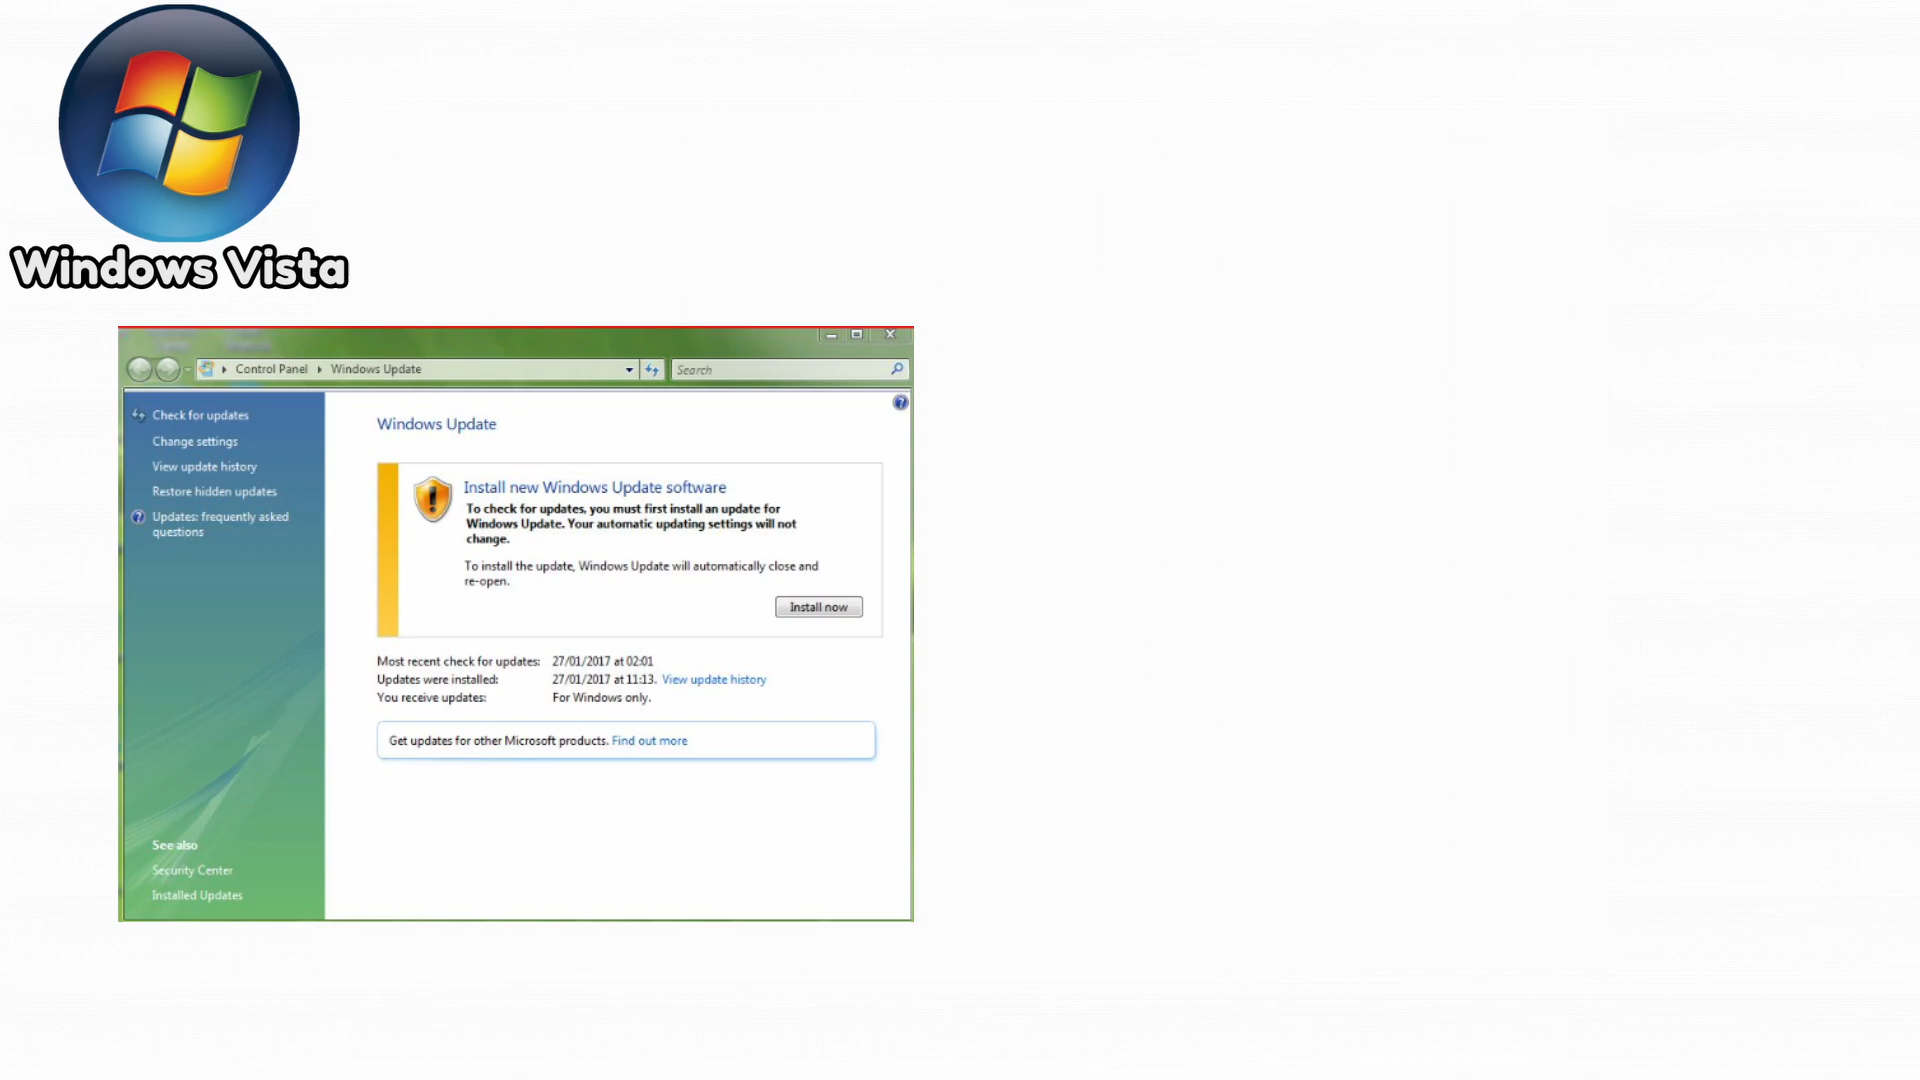 Windows Vista
Control Panel
Windows Update
Search
Check for updates
Change settings
View update history
Restore hidden updates
Updates: frequently asked
questions
Windows Update
Install new Windows Update software
To check for updates, you must first install an update for
Windows Update. Your automatic updating settings will not
change.
To install the update, Windows Update will automatically close and
re-open.
Install now
Most recent check for updates: 27/01/2017 at 02:01
Updates were installed: 27/01/2017 at 11:13. View update history
You receive updates: For Windows only.
Get updates for other Microsoft products. Find out more
See also
Security Center
Installed Updates